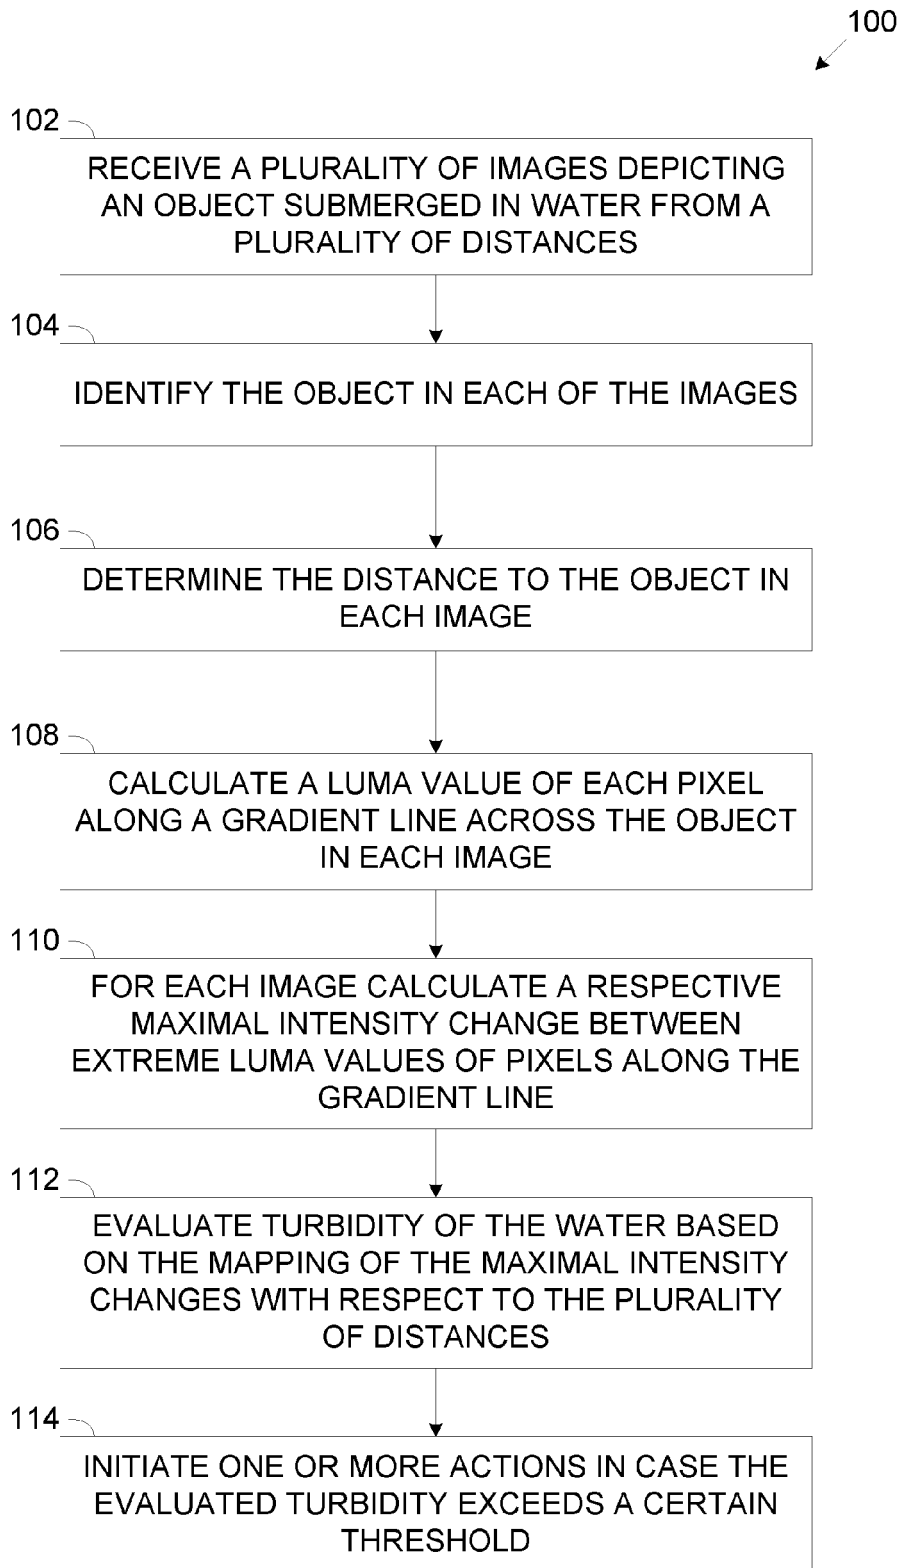 100
102
RECEIVE A PLURALITY OF IMAGES DEPICTING
AN OBJECT SUBMERGED IN WATER FROM A
PLURALITY OF DISTANCES
104
IDENTIFY THE OBJECT IN EACH OF THE IMAGES
106
DETERMINE THE DISTANCE TO THE OBJECT IN
EACH IMAGE
108
CALCULATE A LUMA VALUE OF EACH PIXEL
ALONG A GRADIENT LINE ACROSS THE OBJECT
IN EACH IMAGE
110
FOR EACH IMAGE CALCULATE A RESPECTIVE
MAXIMAL INTENSITY CHANGE BETWEEN
EXTREME LUMA VALUES OF PIXELS ALONG THE
GRADIENT LINE
112
EVALUATE TURBIDITY OF THE WATER BASED
ON THE MAPPING OF THE MAXIMAL INTENSITY
CHANGES WITH RESPECT TO THE PLURALITY
OF DISTANCES
114
INITIATE ONE OR MORE ACTIONS IN CASE THE
EVALUATED TURBIDITY EXCEEDS A CERTAIN
THRESHOLD